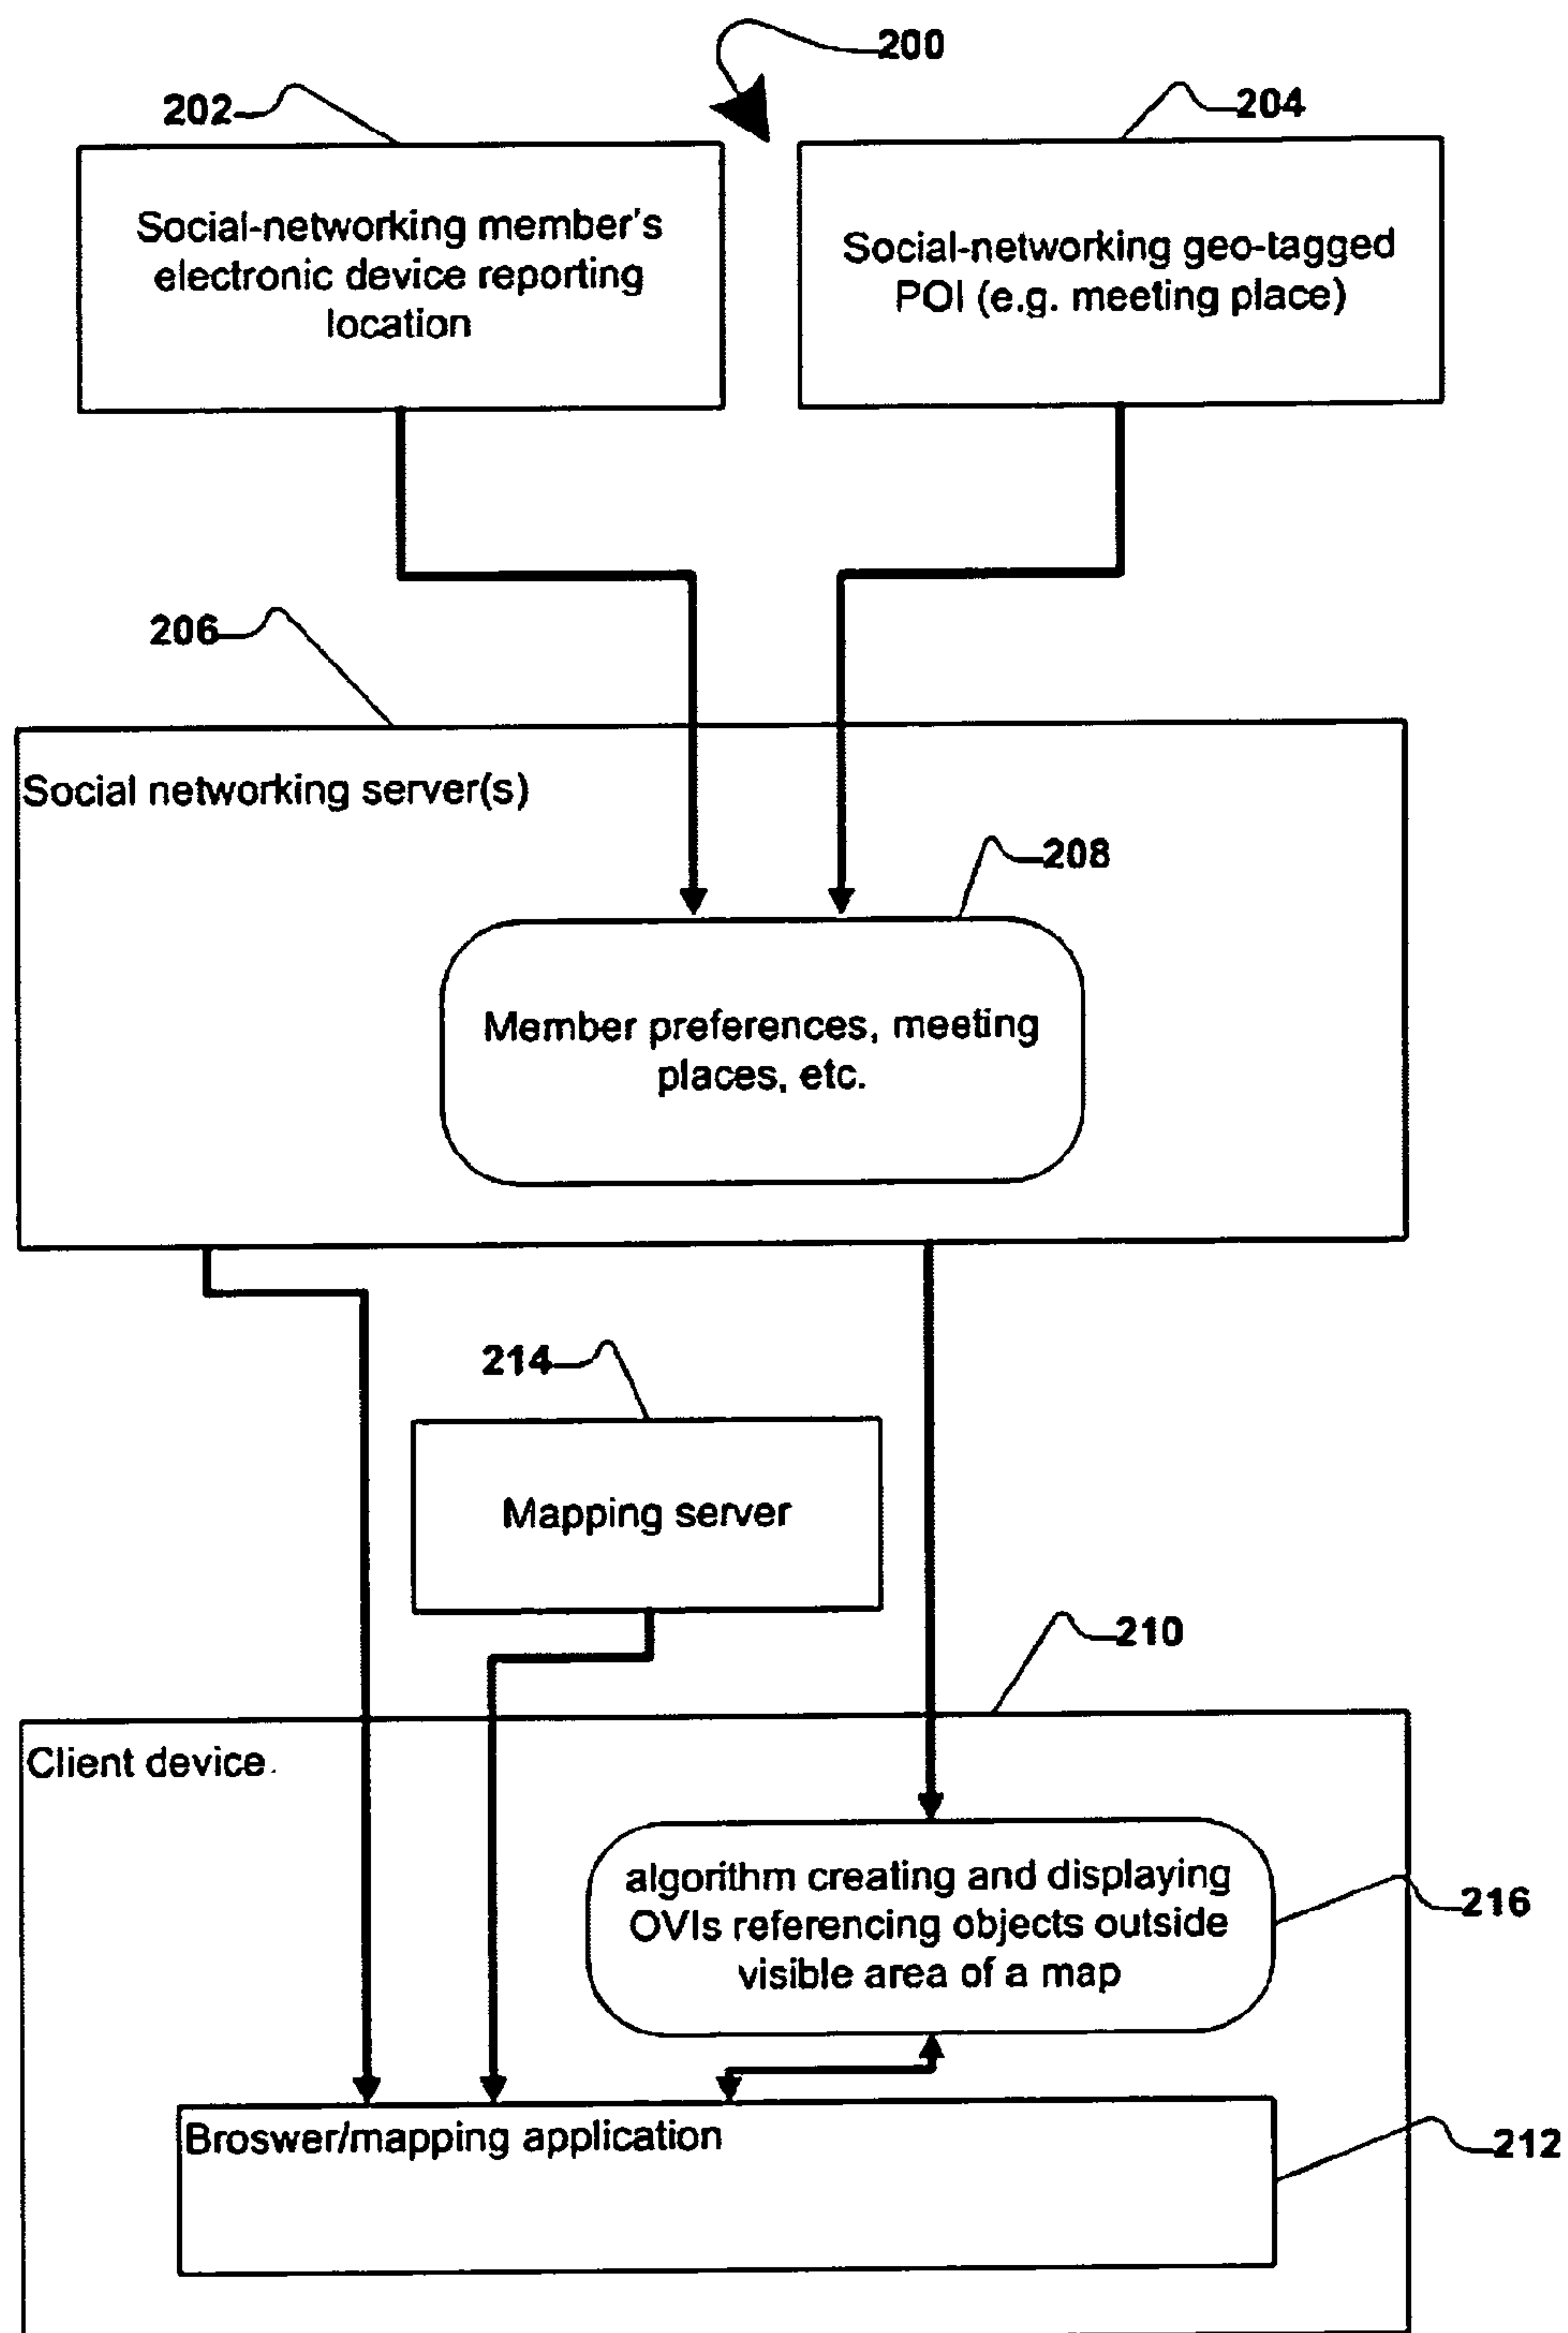 200
202
204
Social-networking member's
electronic device reporting
location
Social-networking geo-tagged
POI (e.g. meeting place)
206
Social networking server(s)
208
Member preferences, meeting
places, etc.
214
Mapping server
210
Client device.
algorithm creating and displaying
OVIs referencing objects outside
visible area of a map
216
Broswer/mapping application
212